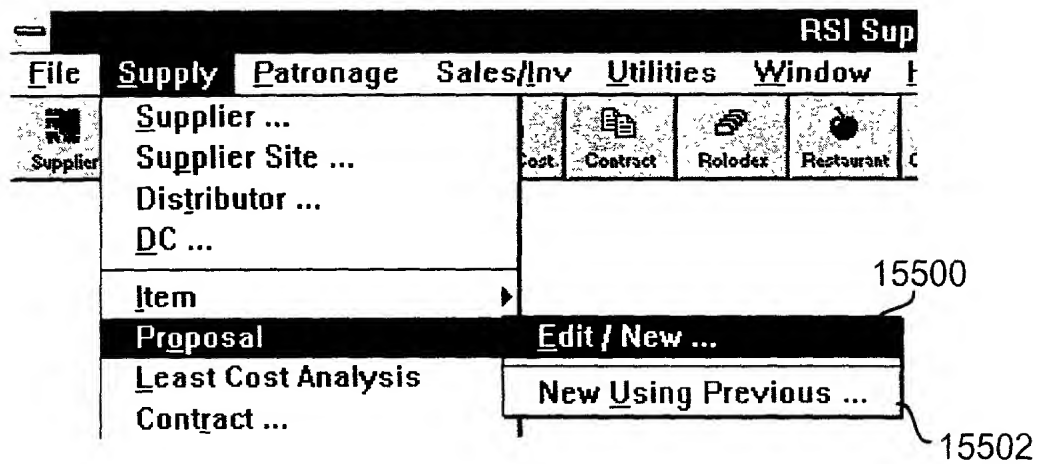 RSI Sup
File Supply Patronage Sales/Inv Utilities Window H
Supplier Cost Contract Rolodex Restaurant
Supplier ...
Supplier Site ...
Distributor ...
DC ...
Item
Proposal
Least Cost Analysis
Contract ...
15500
Edit / New ...
New Using Previous ...
15502